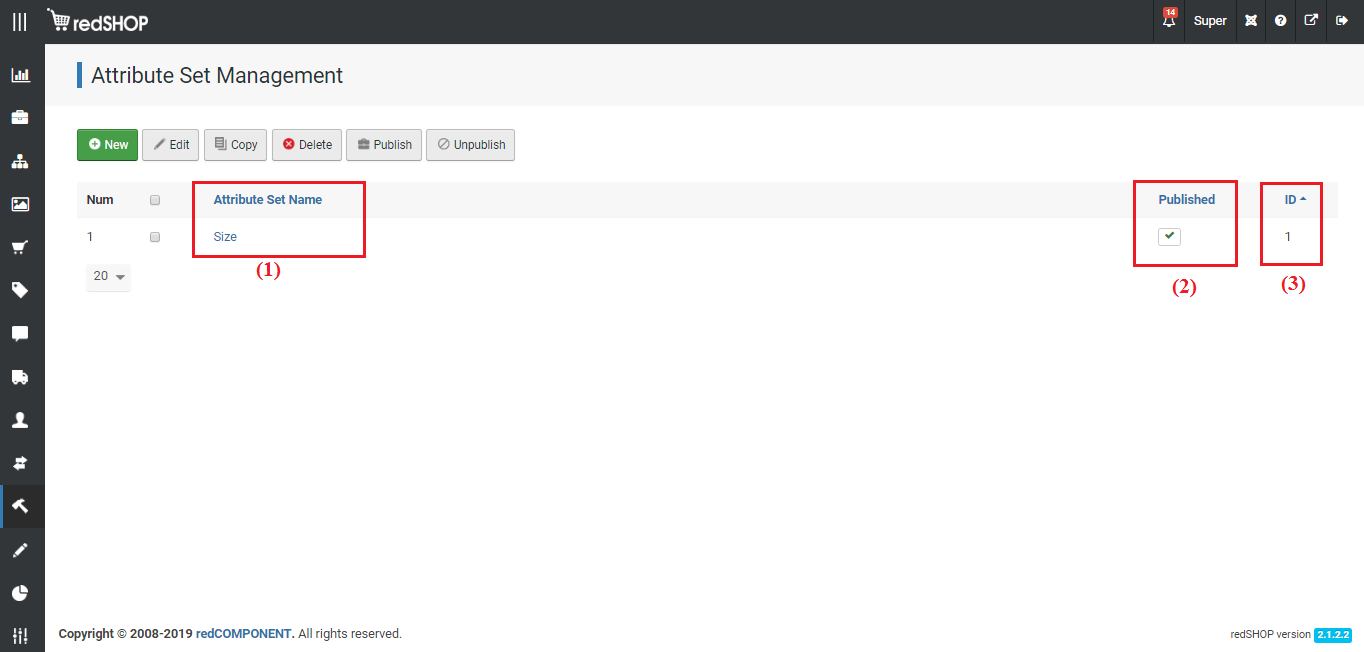 redSHOP
14
Super
Attribute Set Management
New Edit Copy Delete Publish Unpublish
Num Attribute Set Name Published ID
1 Size 1
20
(1)
(2)
(3)
Copyright © 2008-2019 redCOMPONENT. All rights reserved.
redSHOP version 2.1.2.2